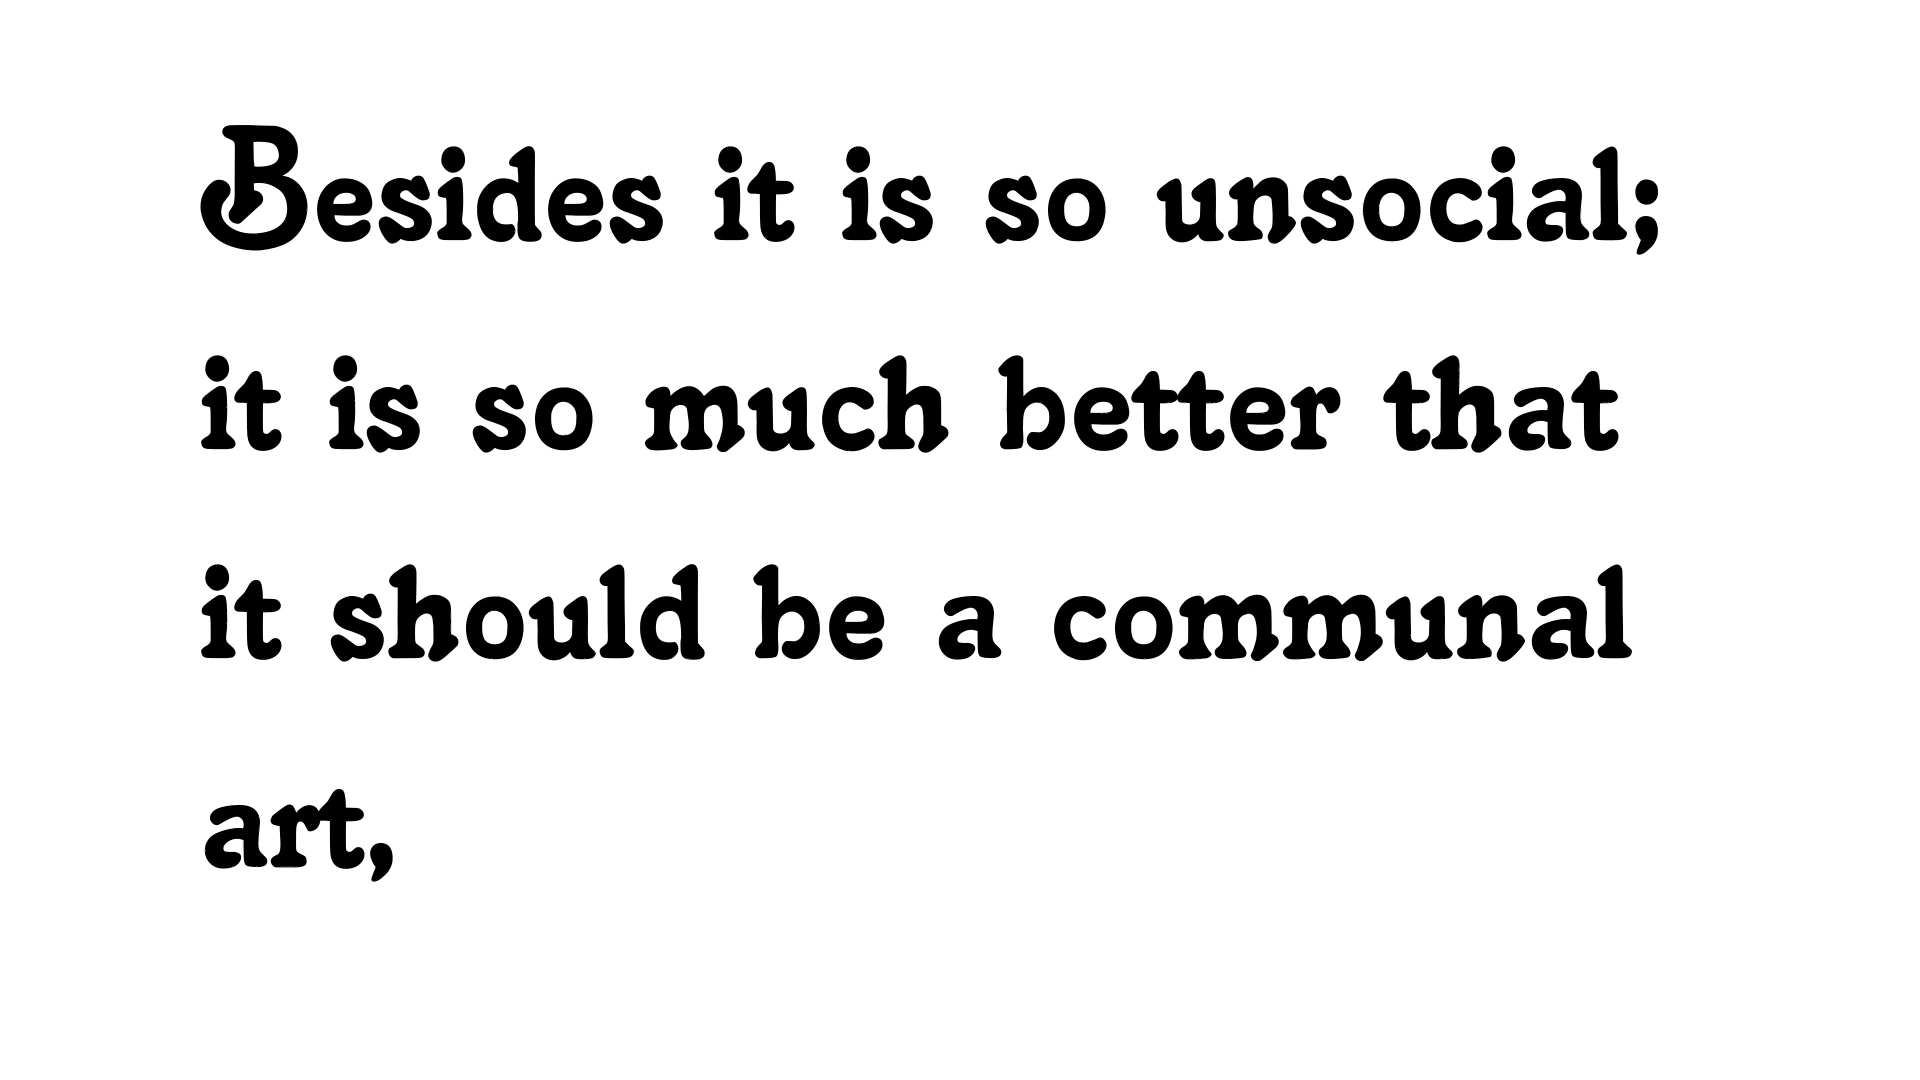 Besides it is so unsocial;
it is so much better that
it should be a communal
art,